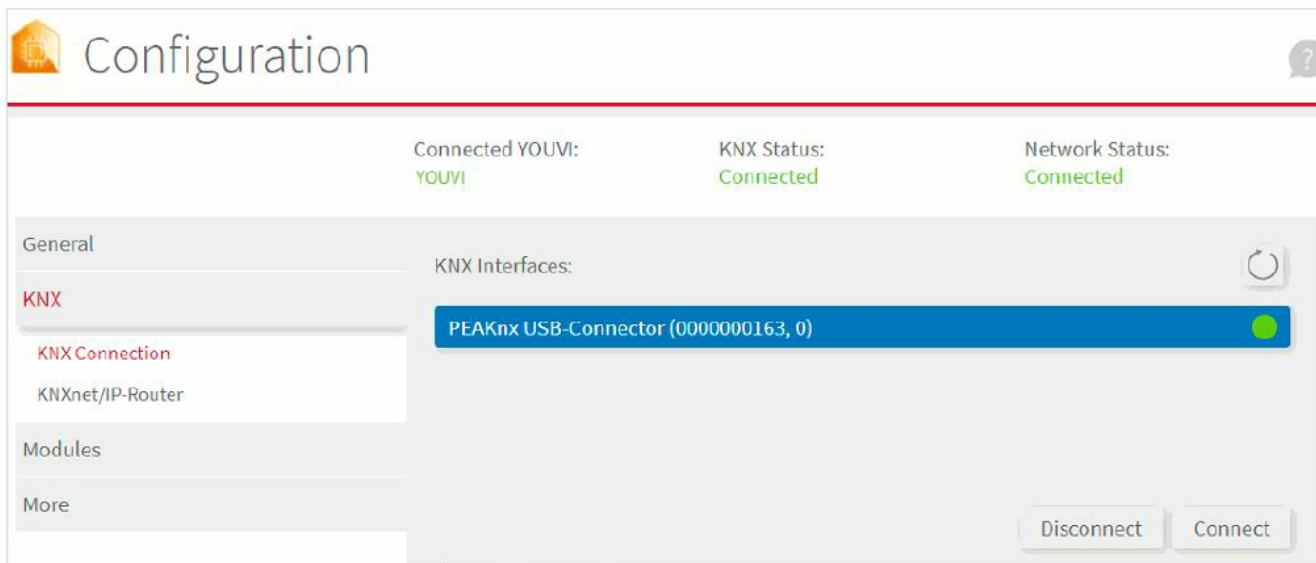 Configuration
?
Connected YOUVI: KNX Status: Network Status:
YOUVI Connected Connected
General
KNX Interfaces:
KNX
PEAKnx USB-Connector (0000000163, 0)
KNX Connection
KNXnet/IP-Router
Modules
More
Disconnect Connect